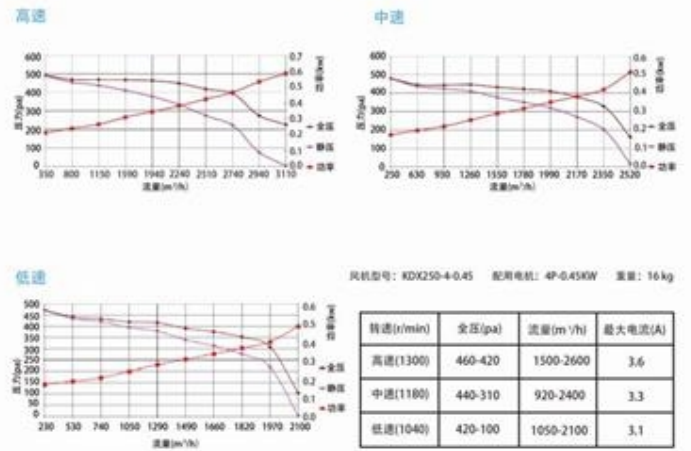 高速
600
500
400
300
200
100
0
压力(pa)
0.7
0.6
0.5
0.4
0.3
0.2
0.1
0.0
功率(kw)
全压
静压
功率
350 800 1150 1590 1940 2240 2510 2740 2940 3110
流量(m³/h)
中速
600
500
400
300
200
100
0
压力(pa)
0.6
0.5
0.4
0.3
0.2
0.1
0.0
功率(kw)
全压
静压
功率
250 630 930 1260 1550 1780 1990 2170 2350 2520
流量(m³/h)
低速
500
450
400
350
300
250
200
150
100
50
0
压力(pa)
0.6
0.5
0.4
0.3
0.2
0.1
0.0
功率(kw)
全压
静压
功率
230 530 740 1050 1290 1490 1660 1820 1970 2100
流量(m³/h)
风机型号：KDX250-4-0.45 配用电机：4P-0.45KW 重量：16kg
转速(r/min) 全压(pa) 流量(m³/h) 最大电流(A)
高速(1300) 460-420 1500-2600 3.6
中速(1180) 440-310 920-2400 3.3
低速(1040) 420-100 1050-2100 3.1